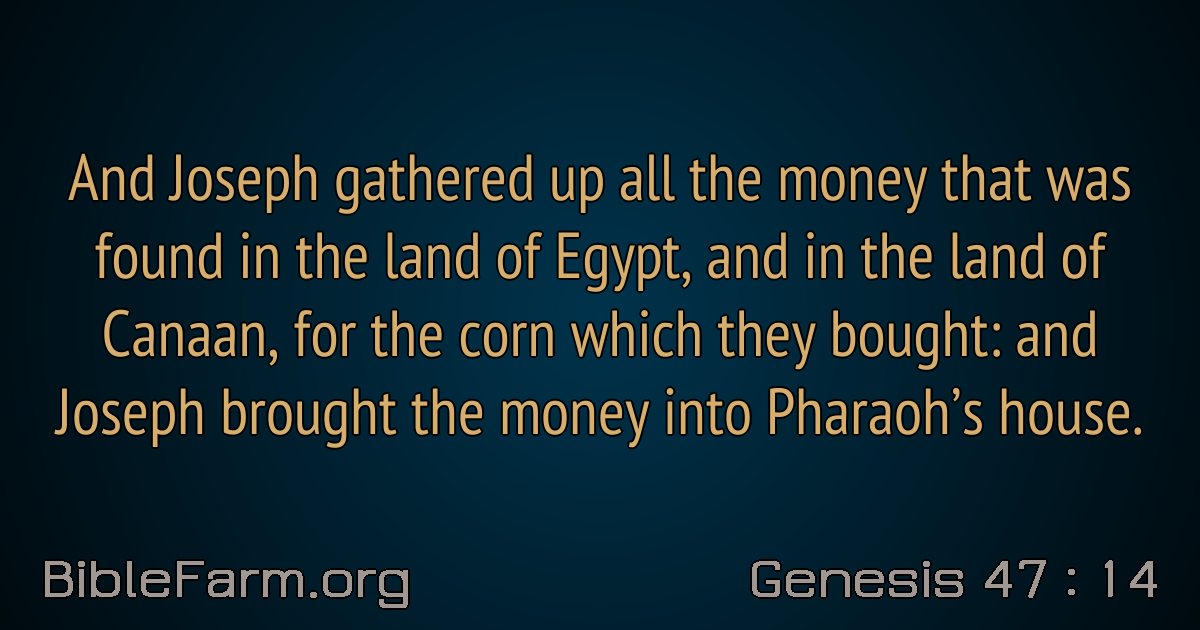 And Joseph gathered up all the money that was
found in the land of Egypt, and in the land of
Canaan, for the corn which they bought: and
Joseph brought the money into Pharaoh’s house.
BibleFarm.org
Genesis 47 : 14